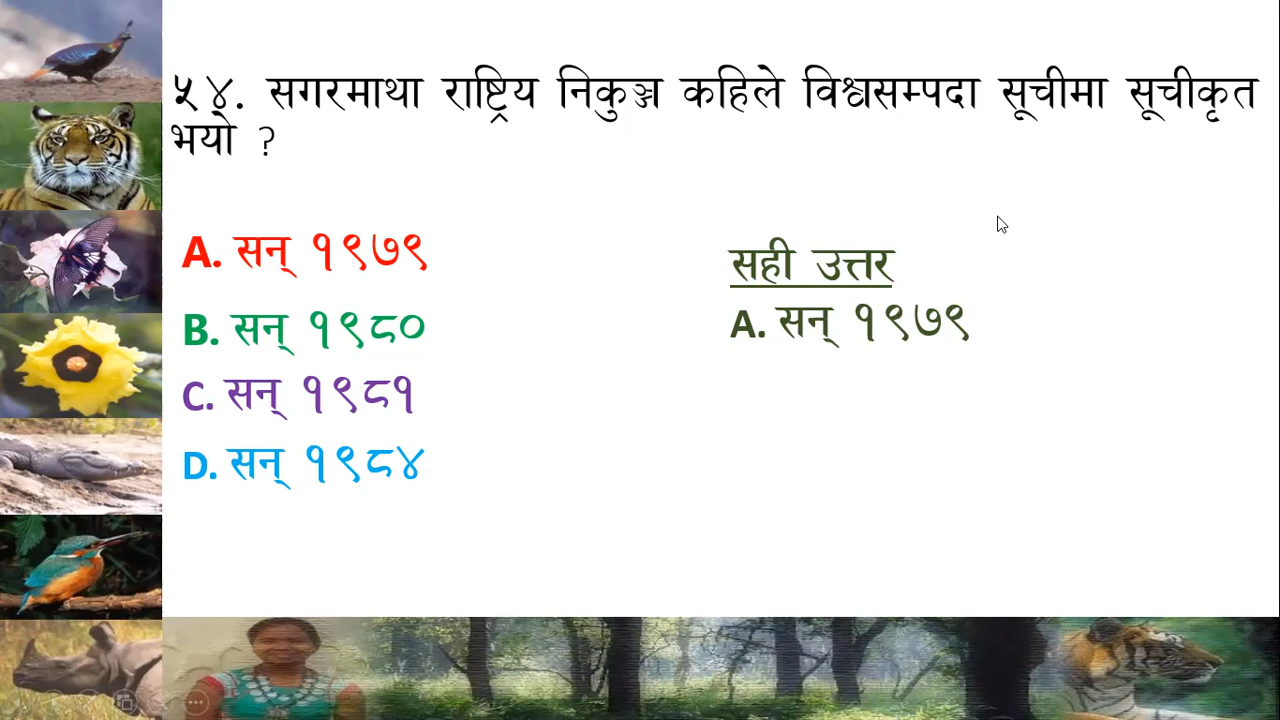 ५४. सगरमाथा राष्ट्रिय निकुञ्ज कहिले विश्वसम्पदा सूचीमा सूचीकृत
भयो ?
A. सन् १९७९
B. सन् १९८०
C. सन् १९८१
D. सन् १९८४
सही उत्तर
A. सन् १९७९